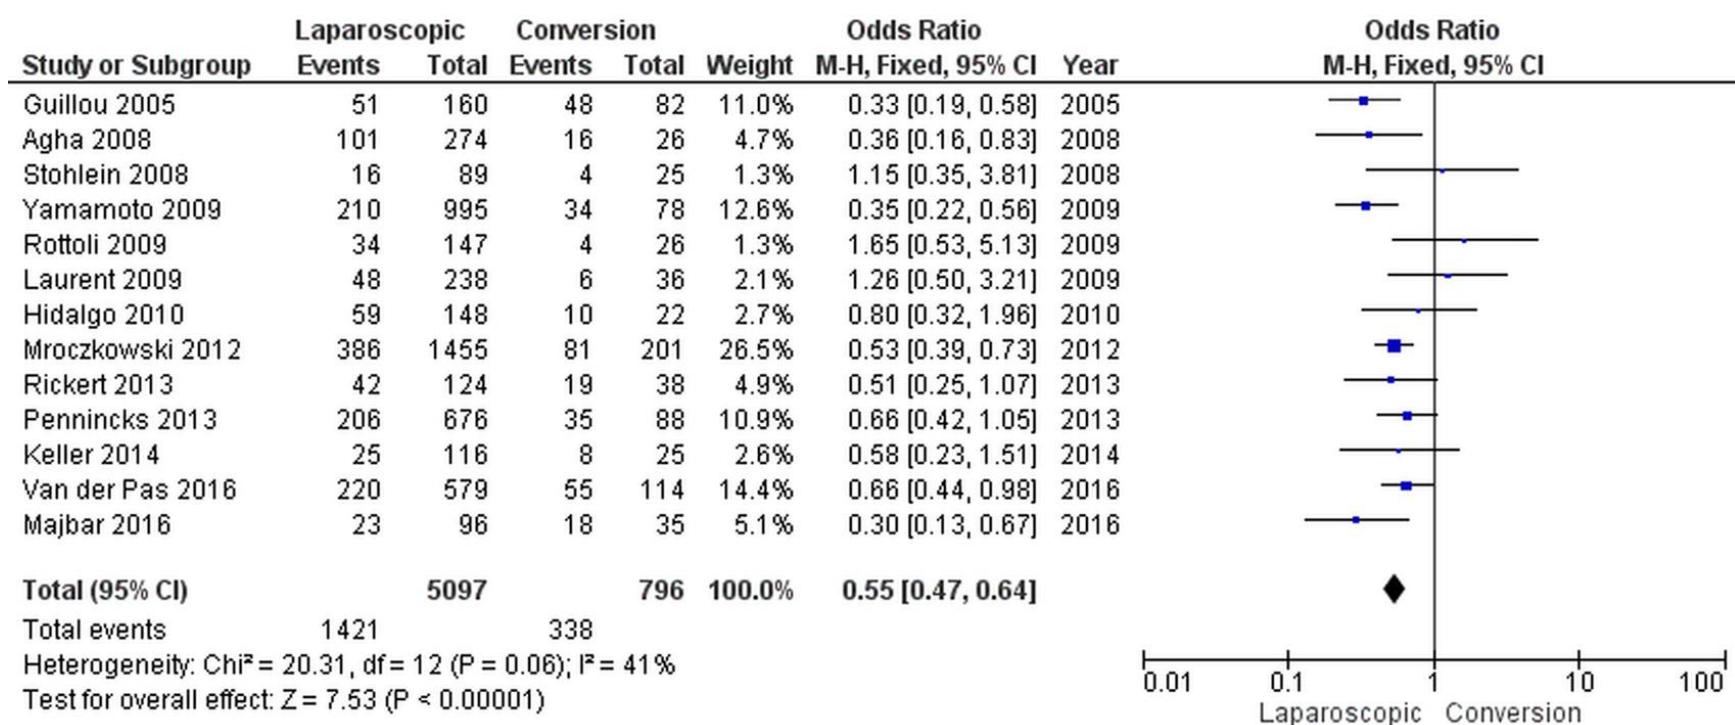 Laparoscopic Conversion Odds Ratio Odds Ratio
Study or Subgroup Events Total Events Total Weight M-H, Fixed, 95% CI Year M-H, Fixed, 95% CI
Guillou 2005 51 160 48 82 11.0% 0.33 [0.19, 0.58] 2005
Agha 2008 101 274 16 26 4.7% 0.36 [0.16, 0.83] 2008
Stohlein 2008 16 89 4 25 1.3% 1.15 [0.35, 3.81] 2008
Yamamoto 2009 210 995 34 78 12.6% 0.35 [0.22, 0.56] 2009
Rottoli 2009 34 147 4 26 1.3% 1.65 [0.53, 5.13] 2009
Laurent 2009 48 238 6 36 2.1% 1.26 [0.50, 3.21] 2009
Hidalgo 2010 59 148 10 22 2.7% 0.80 [0.32, 1.96] 2010
Mroczkowski 2012 386 1455 81 201 26.5% 0.53 [0.39, 0.73] 2012
Rickert 2013 42 124 19 38 4.9% 0.51 [0.25, 1.07] 2013
Pennincks 2013 206 676 35 88 10.9% 0.66 [0.42, 1.05] 2013
Keller 2014 25 116 8 25 2.6% 0.58 [0.23, 1.51] 2014
Van der Pas 2016 220 579 55 114 14.4% 0.66 [0.44, 0.98] 2016
Majbar 2016 23 96 18 35 5.1% 0.30 [0.13, 0.67] 2016
Total (95% CI) 5097 796 100.0% 0.55 [0.47, 0.64]
Total events 1421 338
Heterogeneity: Chi² = 20.31, df = 12 (P = 0.06); I² = 41%
Test for overall effect: Z = 7.53 (P < 0.00001)
0.01 0.1 1 10 100
Laparoscopic Conversion